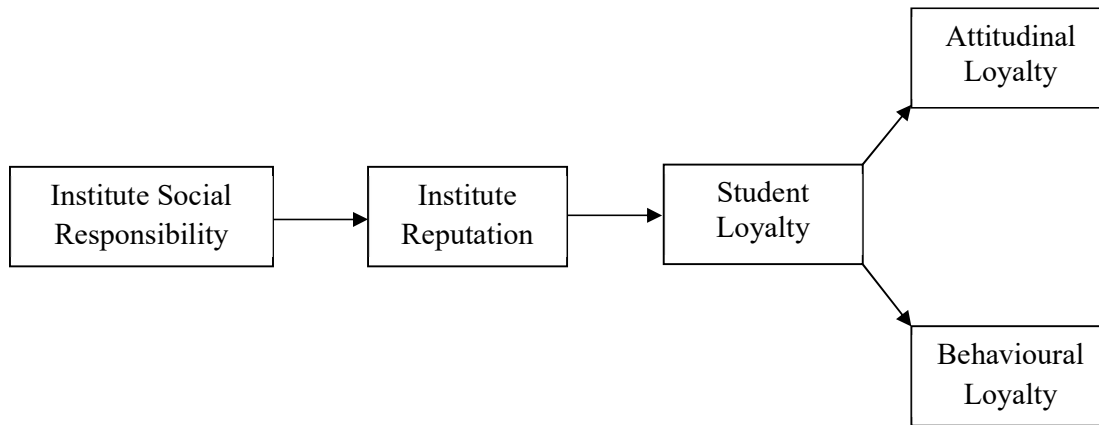 Attitudinal
Loyalty
Institute Social
Responsibility
Institute
Reputation
Student
Loyalty
Behavioural
Loyalty